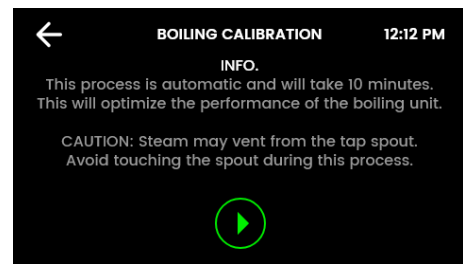 BOILING CALIBRATION 12:12 PM
INFO.
This process is automatic and will take 10 minutes.
This will optimize the performance of the boiling unit.
CAUTION: Steam may vent from the tap spout.
Avoid touching the spout during this process.